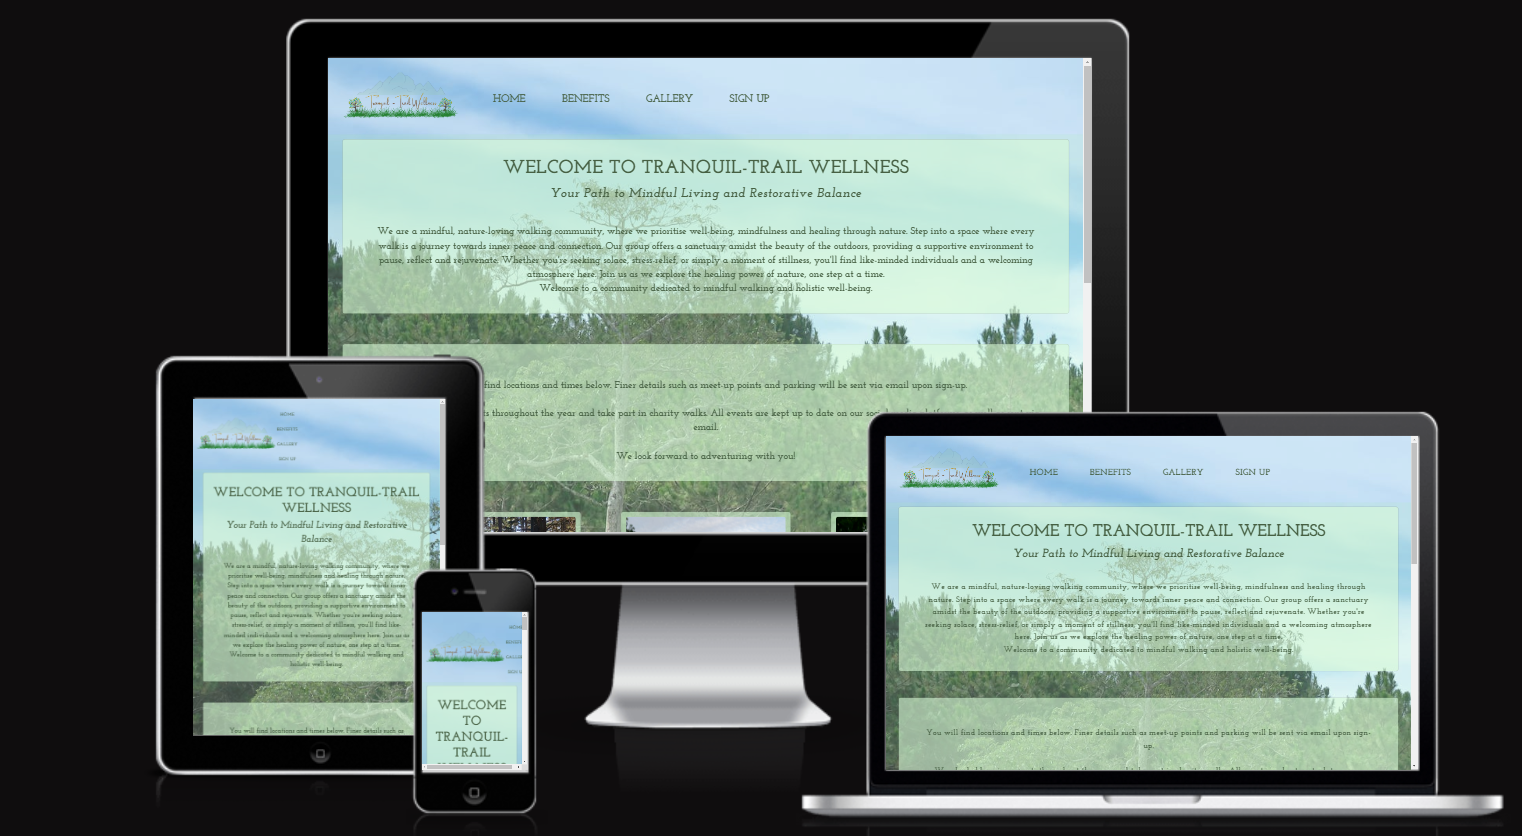 Tranquil - Trail Wellness
HOME
BENEFITS
GALLERY
SIGN UP
WELCOME TO TRANQUIL-TRAIL WELLNESS
Your Path to Mindful Living and Restorative Balance
We are a mindful, nature-loving walking community, where we prioritise well-being, mindfulness and healing through nature. Step into a space where every
walk is a journey towards inner peace and connection. Our group offers a sanctuary amidst the beauty of the outdoors, providing a supportive environment to
pause, reflect and rejuvenate. Whether you're seeking solace, stress-relief, or simply a moment of stillness, you'll find like-minded individuals and a welcoming
atmosphere here. Join us as we explore the healing power of nature, one step at a time.
Welcome to a community dedicated to mindful walking and holistic well-being.
find locations and times below. Finer details such as meet-up points and parking will be sent via email upon sign-up.
throughout the year and take part in charity walks. All events are kept up to date on our
email.
We look forward to adventuring with you!
Tranquil - Trail Wellness
HOME
BENEFITS
GALLERY
SIGN UP
WELCOME TO TRANQUIL-TRAIL
WELLNESS
Your Path to Mindful Living and Restorative
Balance
We are a mindful, nature-loving walking community, where we
prioritise well-being, mindfulness and healing through nature.
Step into a space where every walk is a journey towards inner
peace and connection. Our group offers a sanctuary amidst the
beauty of the outdoors, providing a supportive environment to
pause, reflect and rejuvenate. Whether you're seeking solace,
stress-relief, or simply a moment of stillness, you'll find like-
minded individuals and a welcoming atmosphere here. Join us as
we explore the healing power of nature, one step at a time.
Welcome to a community dedicated to mindful walking and
holistic well-being.
You will find locations and times below. Finer details such as
Tranquil - Trail Wellness
WELCOME
TO
TRANQUIL-
TRAIL
Tranquil - Trail Wellness
HOME
BENEFITS
GALLERY
SIGN UP
WELCOME TO TRANQUIL-TRAIL WELLNESS
Your Path to Mindful Living and Restorative Balance
We are a mindful, nature-loving walking community, where we prioritise well-being, mindfulness and healing through
nature. Step into a space where every walk is a journey towards inner peace and connection. Our group offers a sanctuary
amidst the beauty of the outdoors, providing a supportive environment to pause, reflect and rejuvenate. Whether you're
seeking solace, stress-relief, or simply a moment of stillness, you'll find like-minded individuals and a welcoming atmosphere
here. Join us as we explore the healing power of nature, one step at a time.
Welcome to a community dedicated to mindful walking and holistic well-being.
You will find locations and times below. Finer details such as meet-up points and parking will be sent via email upon sign-
up.